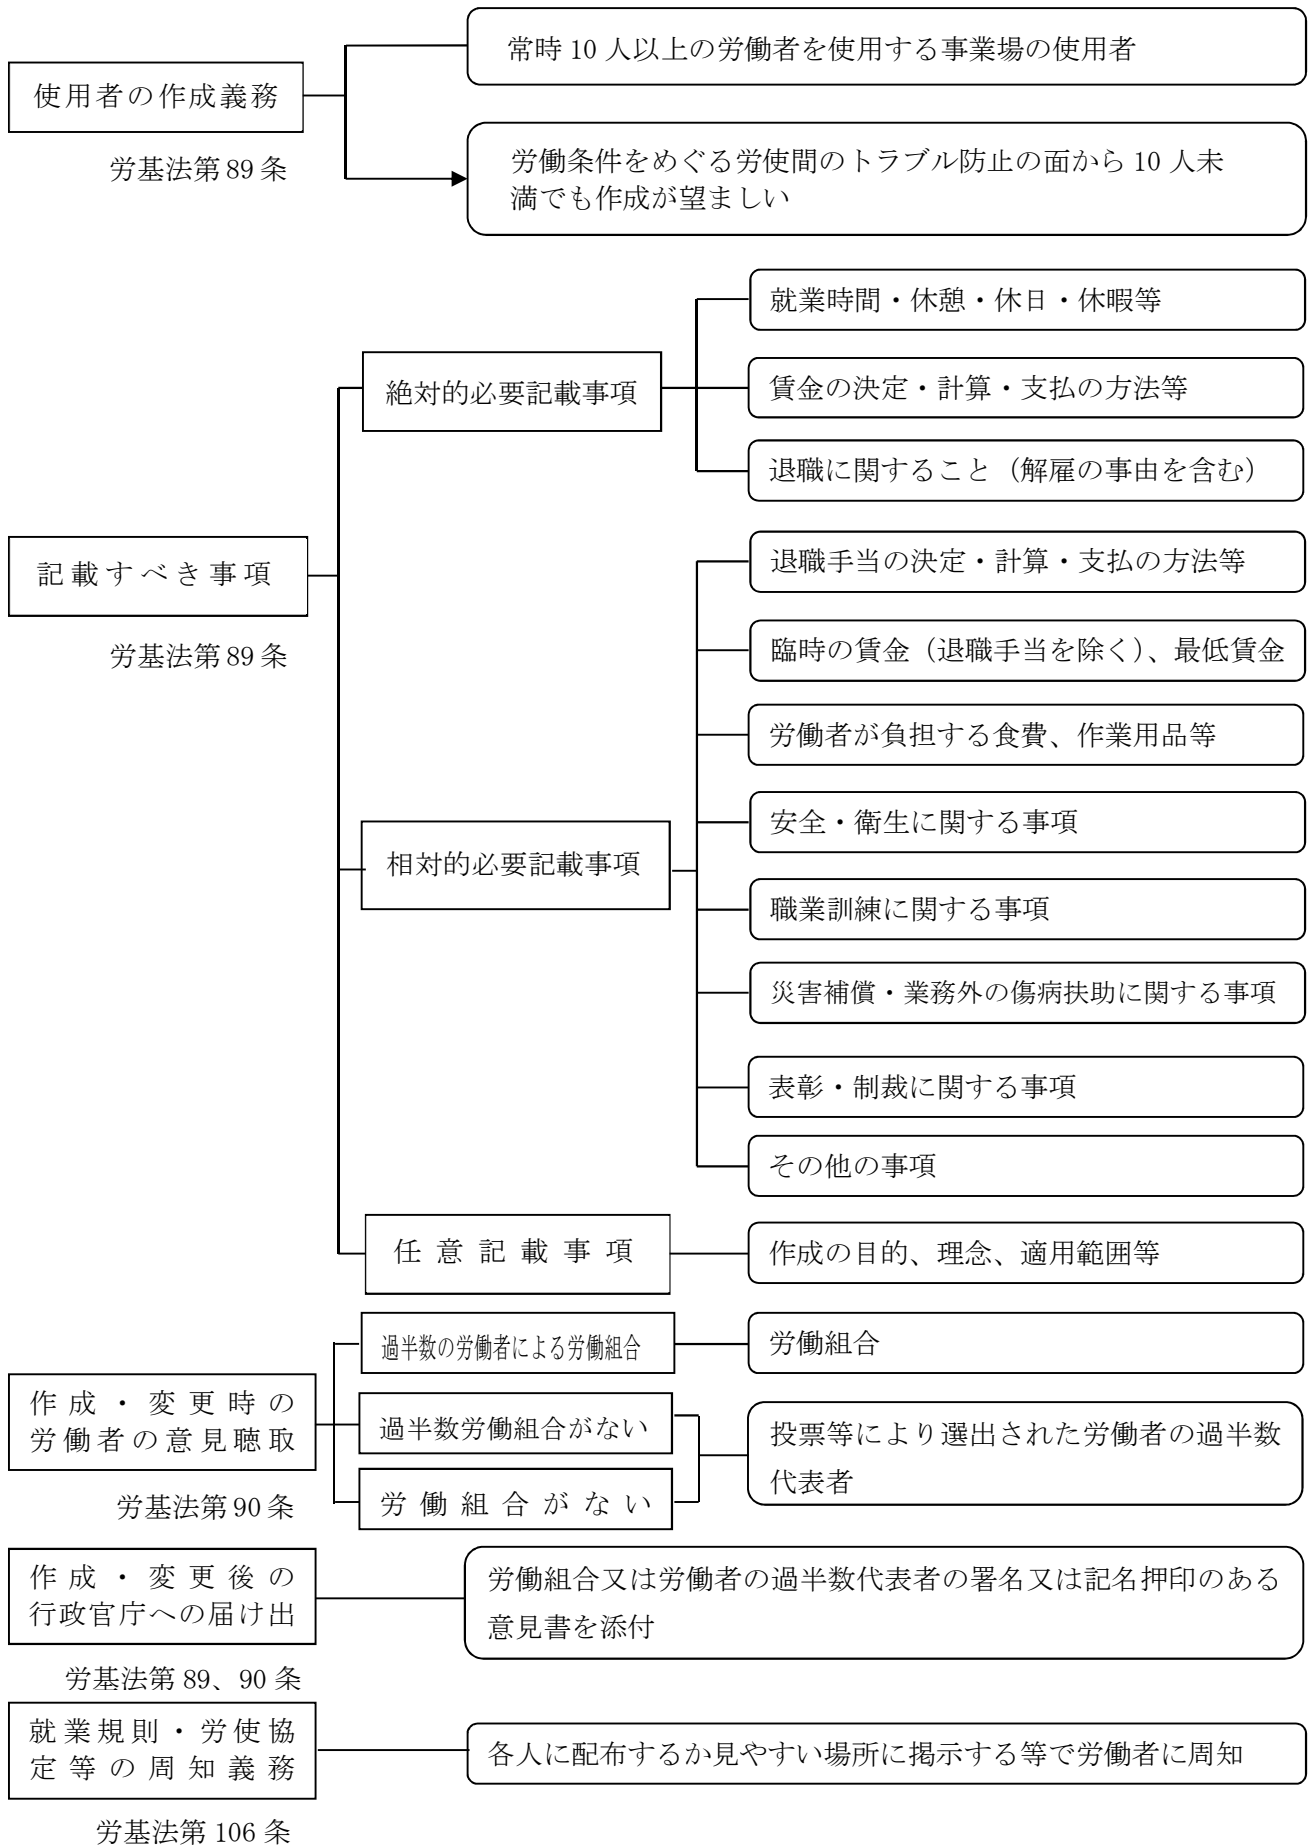 常時 10 人以上の労働者を使用する事業場の使用者
使用者の作成義務
労基法第 89 条
労働条件をめぐる労使間のトラブル防止の面から 10 人未
満でも作成が望ましい
就業時間・休憩・休日・休暇等
絶対的必要記載事項
賃金の決定・計算・支払の方法等
退職に関すること（解雇の事由を含む）
記載すべき事項
労基法第 89 条
退職手当の決定・計算・支払の方法等
臨時の賃金（退職手当を除く）、最低賃金
労働者が負担する食費、作業用品等
安全・衛生に関する事項
相対的必要記載事項
職業訓練に関する事項
災害補償・業務外の傷病扶助に関する事項
表彰・制裁に関する事項
その他の事項
任意記載事項
作成の目的、理念、適用範囲等
過半数の労働者による労働組合
労働組合
作成・変更時の
労働者の意見聴取
労基法第 90 条
過半数労働組合がない
労働組合がない
投票等により選出された労働者の過半数
代表者
作成・変更後の
行政官庁への届け出
労基法第 89、90 条
労働組合又は労働者の過半数代表者の署名又は記名押印のある
意見書を添付
就業規則・労使協
定等の周知義務
労基法第 106 条
各人に配布するか見やすい場所に掲示する等で労働者に周知